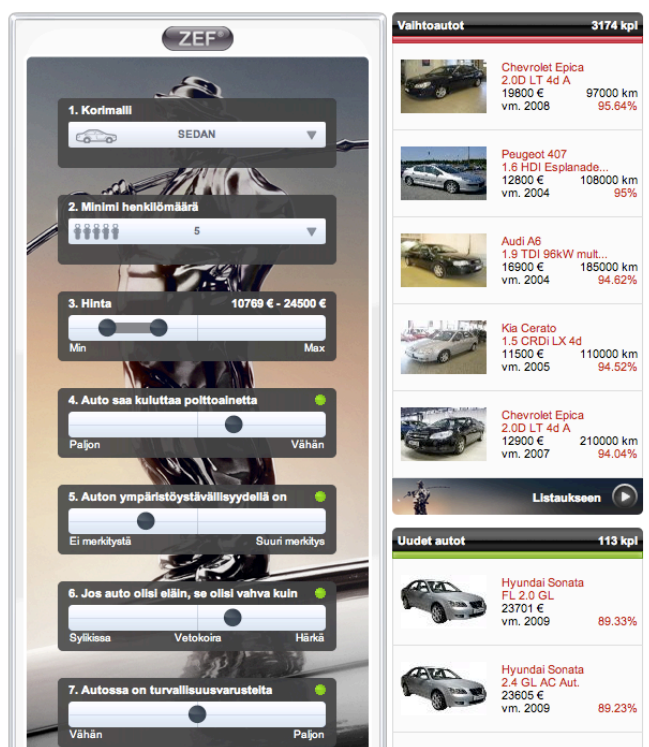 ZEF®
1. Korimalli
SEDAN
2. Minimi henkilömäärä
5
3. Hinta 10769 € - 24500 €
Min Max
4. Auto saa kuluttaa polttoainetta
Paljon Vähän
5. Auton ympäristöystävällisyydellä on
Ei merkitystä Suuri merkitys
6. Jos auto olisi eläin, se olisi vahva kuin
Sylikissa Vetokoira Härkä
7. Autossa on turvallisuusvarusteita
Vähän Paljon
Vaihtoautot 3174 kpl
Chevrolet Epica
2.0D LT 4d A
19800 € 97000 km
vm. 2008 95.64%
Peugeot 407
1.6 HDI Esplanade...
12800 € 108000 km
vm. 2004 95%
Audi A6
1.9 TDI 96kW mult...
16900 € 185000 km
vm. 2004 94.62%
Kia Cerato
1.5 CRDi LX 4d
11500 € 110000 km
vm. 2005 94.52%
Chevrolet Epica
2.0D LT 4d A
12900 € 210000 km
vm. 2007 94.04%
Listaukseen
Uudet autot 113 kpl
Hyundai Sonata
FL 2.0 GL
23701 €
vm. 2009 89.33%
Hyundai Sonata
2.4 GL AC Aut.
23605 €
vm. 2009 89.23%